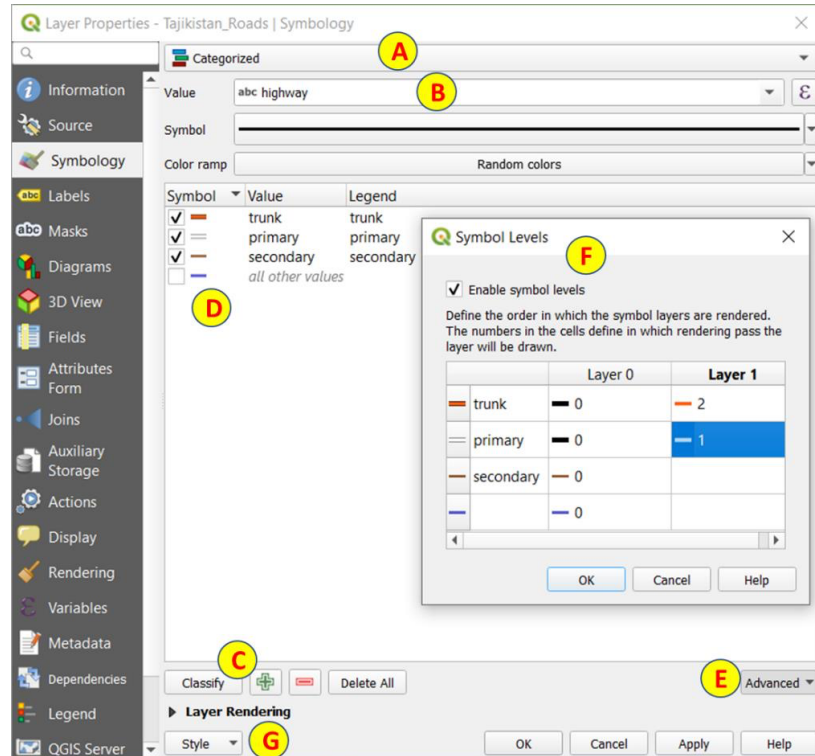 Layer Properties - Tajikistan_Roads | Symbology
Categorized
A
Value abc highway
B
ε
Symbol
Color ramp Random colors
Information
Source
Symbology
abc Labels
abc Masks
Diagrams
3D View
Fields
Attributes
Form
Joins
Auxiliary
Storage
Actions
Display
Rendering
ε Variables
Metadata
Dependencies
Legend
QGIS Server
Symbol Value Legend
trunk trunk
primary primary
secondary secondary
all other values
D
Symbol Levels
F
Enable symbol levels
Define the order in which the symbol layers are rendered.
The numbers in the cells define in which rendering pass the
layer will be drawn.
Layer 0 Layer 1
trunk 0 2
primary 0 1
secondary 0
0
OK Cancel Help
C
Classify Delete All
E
Advanced
Layer Rendering
Style
G
OK Cancel Apply Help